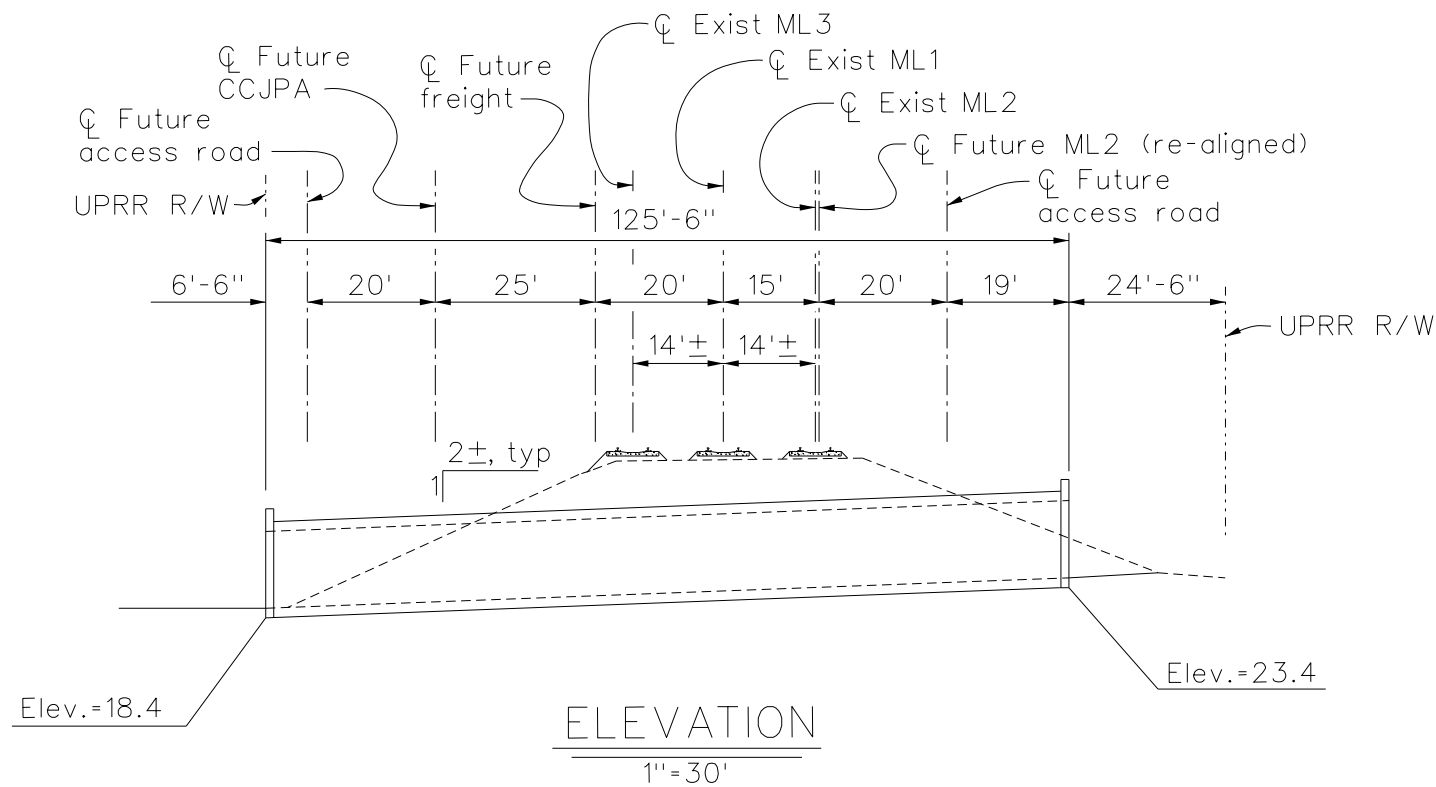 ℄ Exist ML3
℄ Future
CCJPA
℄ Future
freight
℄ Exist ML1
℄ Exist ML2
℄ Future
access road
℄ Future ML2 (re-aligned)
℄ Future
access road
UPRR R/W
125'-6"
6'-6"
20'
25'
20'
15'
20'
19'
24'-6"
UPRR R/W
14'±
14'±
2±, typ
1
Elev.=18.4
Elev.=23.4
ELEVATION
1"=30'